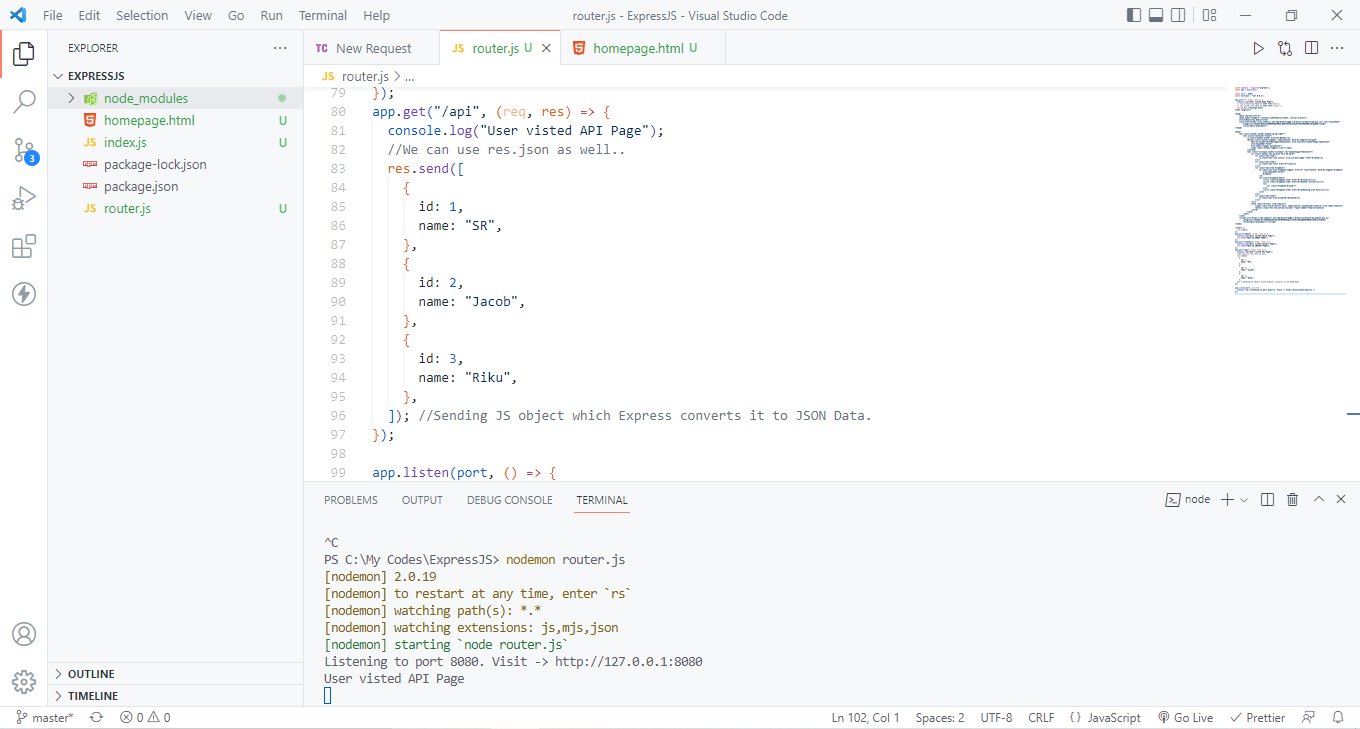 File Edit Selection View Go Run Terminal Help router.js - ExpressJS - Visual Studio Code
EXPLORER
EXPRESSJS
node_modules
homepage.html U
index.js U
package-lock.json
package.json
router.js U
OUTLINE
TIMELINE
3
TC New Request JS router.js U homepage.html U
JS router.js > ...
79 });
80 app.get("/api", (req, res) => {
81 console.log("User visted API Page");
82 //We can use res.json as well..
83 res.send([
84 {
85 id: 1,
86 name: "SR",
87 },
88 {
89 id: 2,
90 name: "Jacob",
91 },
92 {
93 id: 3,
94 name: "Riku",
95 },
96 ]); //Sending JS object which Express converts it to JSON Data.
97 });
98
99 app.listen(port, () => {
PROBLEMS OUTPUT DEBUG CONSOLE TERMINAL node
^C
PS C:\My Codes\ExpressJS> nodemon router.js
[nodemon] 2.0.19
[nodemon] to restart at any time, enter `rs`
[nodemon] watching path(s): *.*
[nodemon] watching extensions: js,mjs,json
[nodemon] starting `node router.js`
Listening to port 8080. Visit -> http://127.0.0.1:8080
User visted API Page
master* 0 0 Ln 102, Col 1 Spaces: 2 UTF-8 CRLF {} JavaScript Go Live Prettier